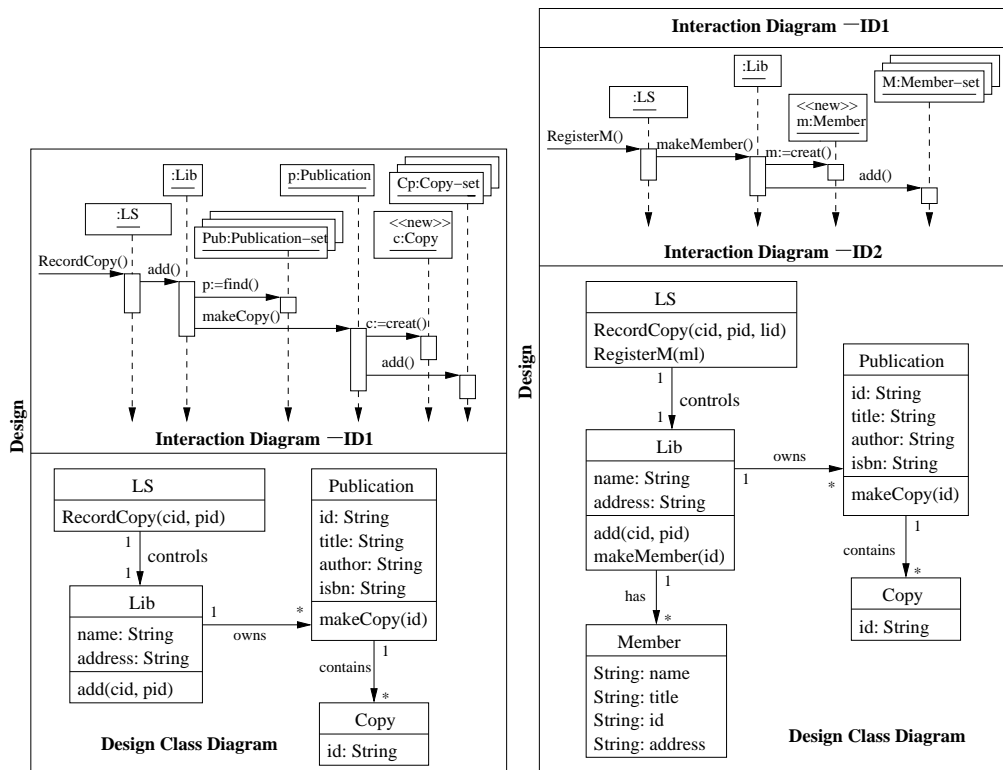 Design
:LS
:Lib
Pub:Publication-set
p:Publication
Cp:Copy-set
<<new>>
c:Copy
RecordCopy()
add()
p:=find()
makeCopy()
c:=creat()
add()
Interaction Diagram —ID1
LS
RecordCopy(cid, pid)
1
controls
1
Lib
name: String
address: String
add(cid, pid)
1
owns
*
Publication
id: String
title: String
author: String
isbn: String
makeCopy(id)
1
contains
*
Copy
id: String
Design Class Diagram
Design
Interaction Diagram —ID1
:LS
:Lib
<<new>>
m:Member
M:Member-set
RegisterM()
makeMember()
m:=creat()
add()
Interaction Diagram —ID2
LS
RecordCopy(cid, pid, lid)
RegisterM(ml)
1
controls
1
Lib
name: String
address: String
add(cid, pid)
makeMember(id)
1
owns
*
Publication
id: String
title: String
author: String
isbn: String
makeCopy(id)
1
contains
*
Copy
id: String
1
has
*
Member
String: name
String: title
String: id
String: address
Design Class Diagram